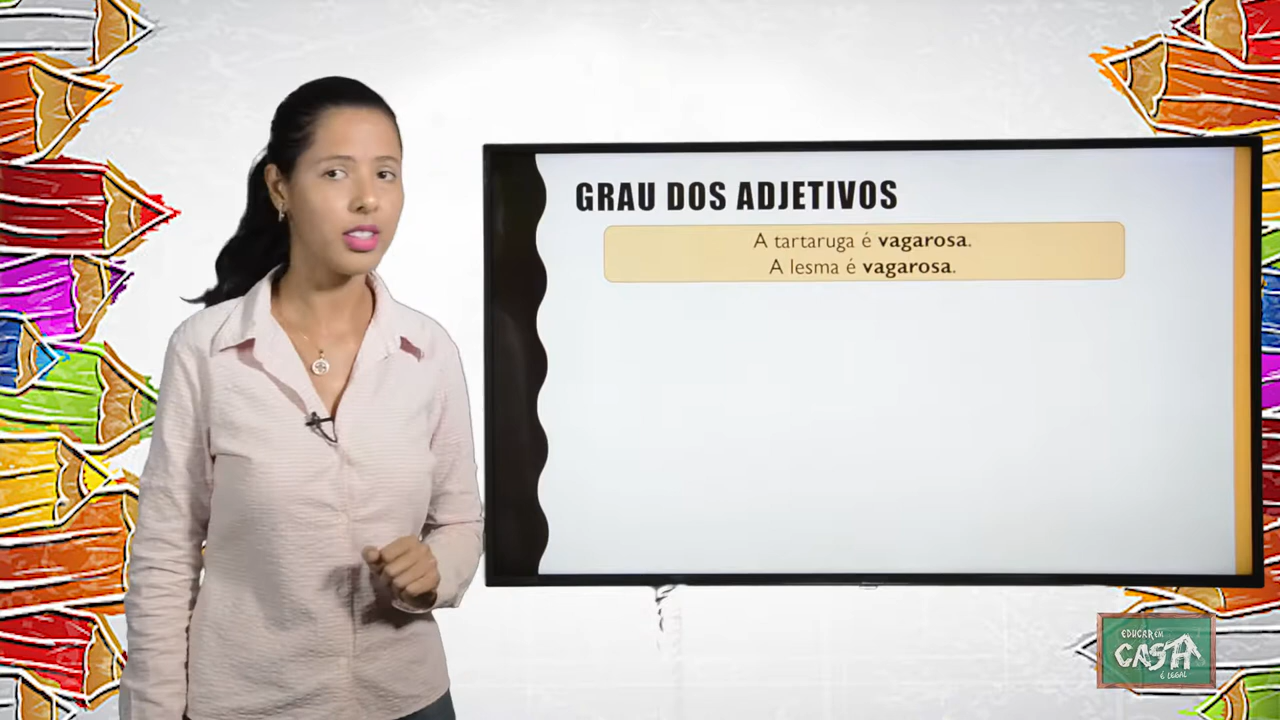 GRAU DOS ADJETIVOS
A tartaruga é vagarosa.
A lesma é vagarosa.
EDUCAR EM
CASA
É LEGAL